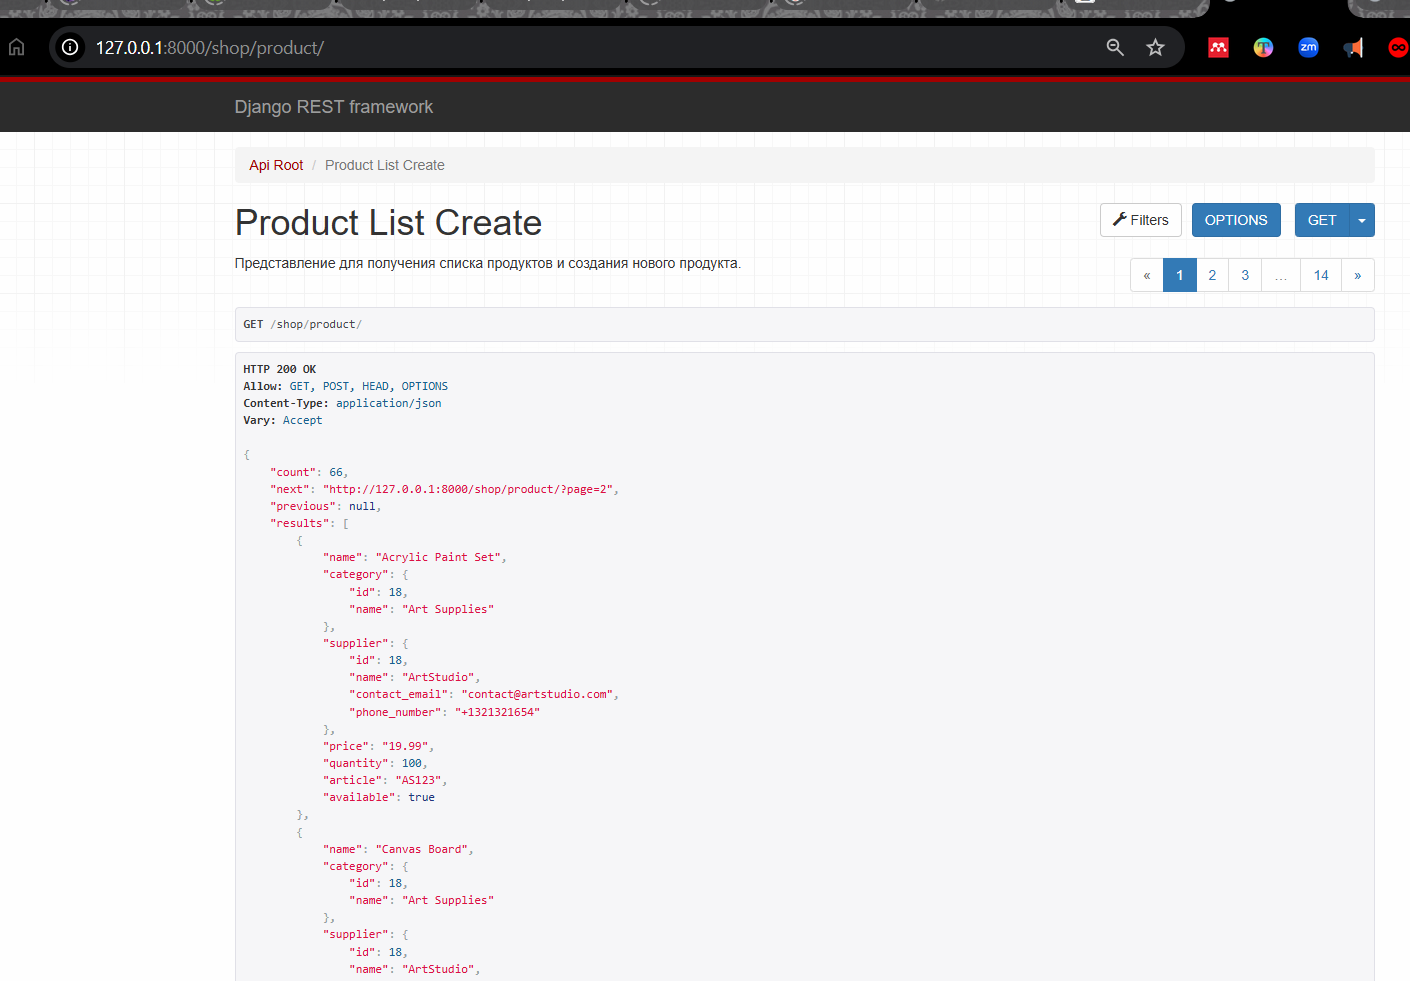 127.0.0.1:8000/shop/product/
zm
Django REST framework
Api Root / Product List Create
Product List Create
Filters
OPTIONS
GET
Представление для получения списка продуктов и создания нового продукта.
« 1 2 3 … 14 »
GET /shop/product/
HTTP 200 OK
Allow: GET, POST, HEAD, OPTIONS
Content-Type: application/json
Vary: Accept
{
    "count": 66,
    "next": "http://127.0.0.1:8000/shop/product/?page=2",
    "previous": null,
    "results": [
        {
            "name": "Acrylic Paint Set",
            "category": {
                "id": 18,
                "name": "Art Supplies"
            },
            "supplier": {
                "id": 18,
                "name": "ArtStudio",
                "contact_email": "contact@artstudio.com",
                "phone_number": "+1321321654"
            },
            "price": "19.99",
            "quantity": 100,
            "article": "AS123",
            "available": true
        },
        {
            "name": "Canvas Board",
            "category": {
                "id": 18,
                "name": "Art Supplies"
            },
            "supplier": {
                "id": 18,
                "name": "ArtStudio",